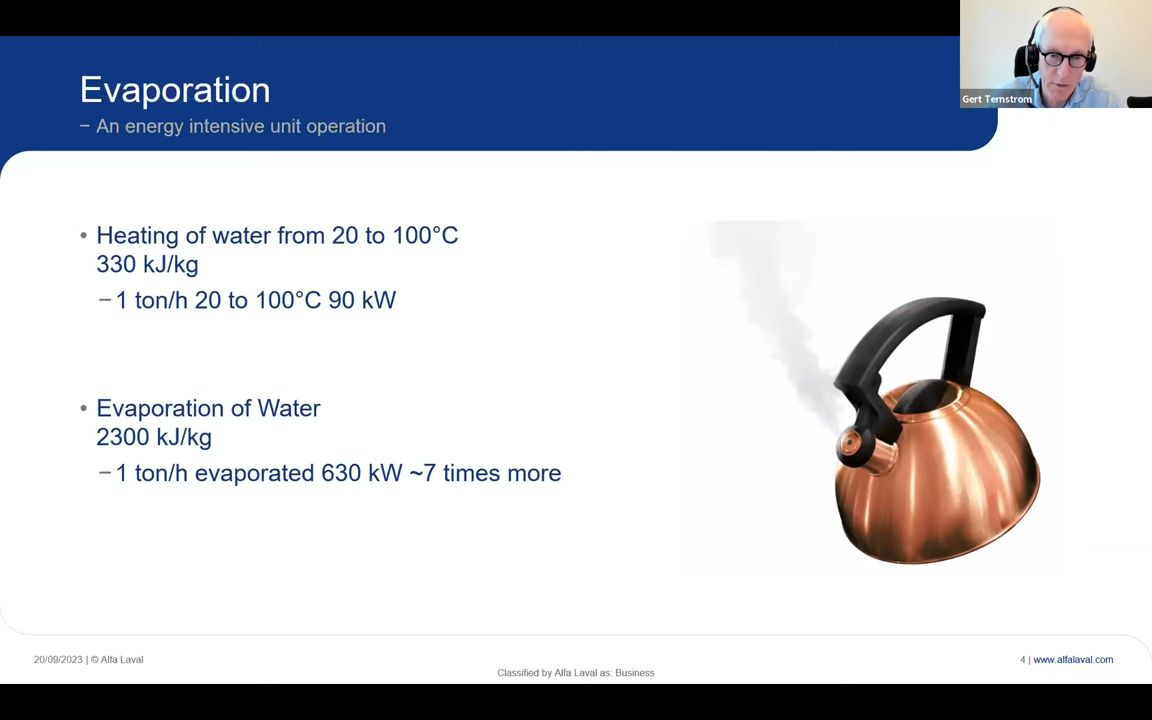 Evaporation
− An energy intensive unit operation
Gert Ternstrom
• Heating of water from 20 to 100°C
330 kJ/kg
− 1 ton/h 20 to 100°C 90 kW
• Evaporation of Water
2300 kJ/kg
− 1 ton/h evaporated 630 kW ~7 times more
20/09/2023 | © Alfa Laval
Classified by Alfa Laval as: Business
4 | www.alfalaval.com